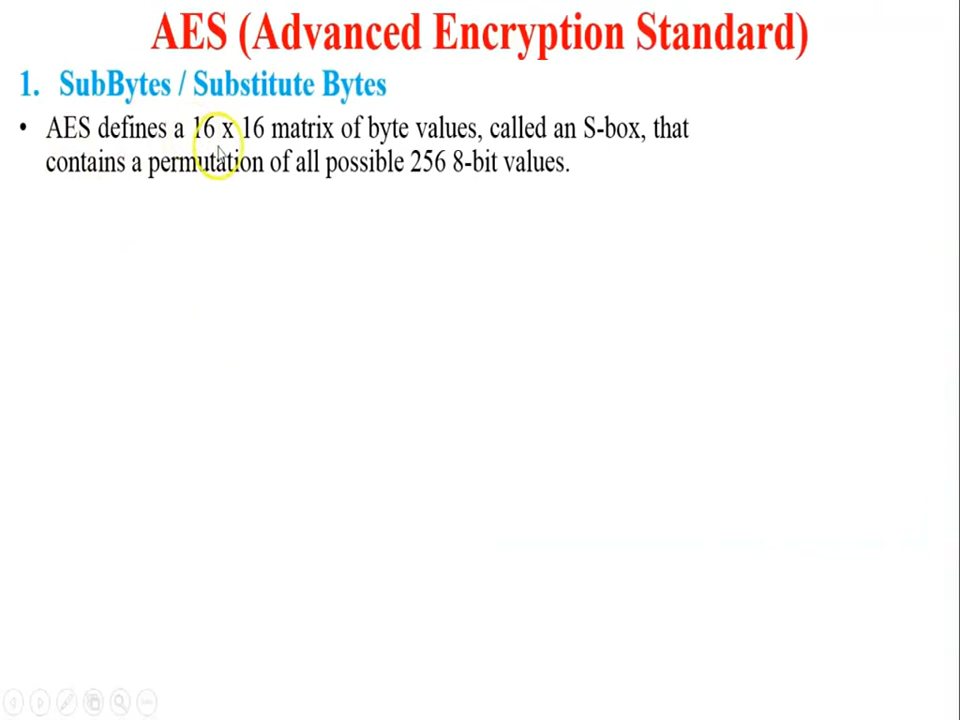 AES (Advanced Encryption Standard)
1. SubBytes / Substitute Bytes
• AES defines a 16 x 16 matrix of byte values, called an S-box, that
contains a permutation of all possible 256 8-bit values.